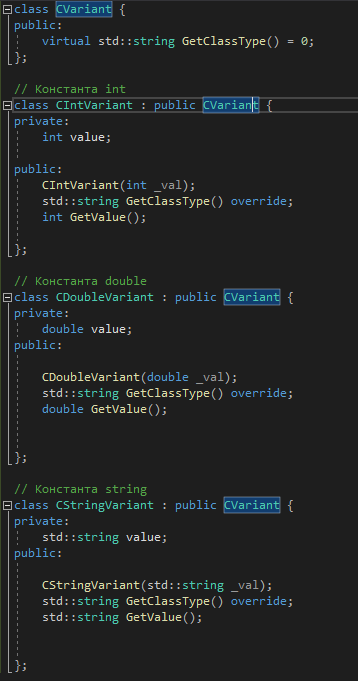 class CVariant {
public:
    virtual std::string GetClassType() = 0;
};
// Константа int
class CIntVariant : public CVariant {
private:
    int value;
public:
    CIntVariant(int _val);
    std::string GetClassType() override;
    int GetValue();
};
// Константа double
class CDoubleVariant : public CVariant {
private:
    double value;
public:
    CDoubleVariant(double _val);
    std::string GetClassType() override;
    double GetValue();
};
// Константа string
class CStringVariant : public CVariant {
private:
    std::string value;
public:
    CStringVariant(std::string _val);
    std::string GetClassType() override;
    std::string GetValue();
};